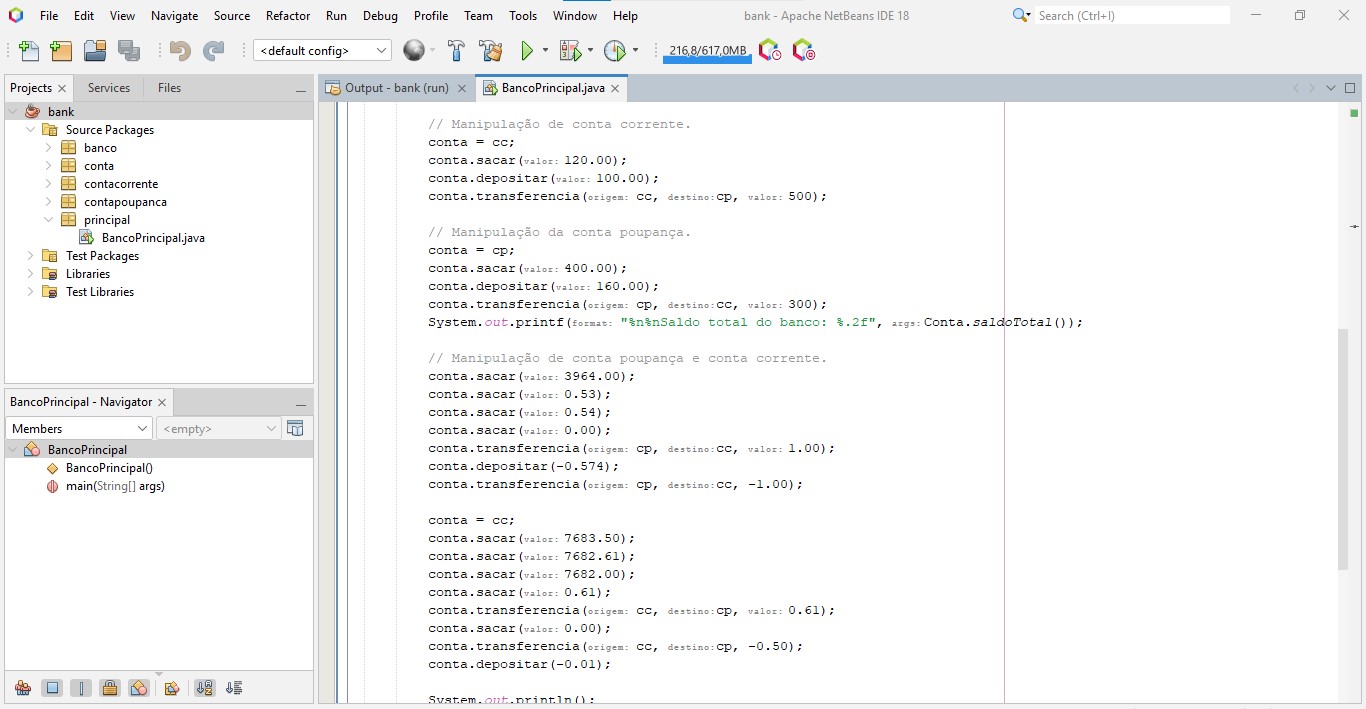 File Edit View Navigate Source Refactor Run Debug Profile Team Tools Window Help bank - Apache NetBeans IDE 18 Search (Ctrl+I)
<default config> 216,8/617,0MB
Projects Services Files
bank
Source Packages
banco
conta
contacorrente
contapoupanca
principal
BancoPrincipal.java
Test Packages
Libraries
Test Libraries
BancoPrincipal - Navigator
Members <empty>
BancoPrincipal
BancoPrincipal()
main(String[] args)
Output - bank (run) BancoPrincipal.java
// Manipulação de conta corrente.
conta = cc;
conta.sacar(valor: 120.00);
conta.depositar(valor: 100.00);
conta.transferencia(origem: cc, destino:cp, valor: 500);
// Manipulação da conta poupança.
conta = cp;
conta.sacar(valor: 400.00);
conta.depositar(valor: 160.00);
conta.transferencia(origem: cp, destino:cc, valor: 300);
System.out.printf(format: "%n%nSaldo total do banco: %.2f", args:Conta.saldoTotal());
// Manipulação de conta poupança e conta corrente.
conta.sacar(valor: 3964.00);
conta.sacar(valor: 0.53);
conta.sacar(valor: 0.54);
conta.sacar(valor: 0.00);
conta.transferencia(origem: cp, destino:cc, valor: 1.00);
conta.depositar(-0.574);
conta.transferencia(origem: cp, destino:cc, -1.00);
conta = cc;
conta.sacar(valor: 7683.50);
conta.sacar(valor: 7682.61);
conta.sacar(valor: 7682.00);
conta.sacar(valor: 0.61);
conta.transferencia(origem: cc, destino:cp, valor: 0.61);
conta.sacar(valor: 0.00);
conta.transferencia(origem: cc, destino:cp, -0.50);
conta.depositar(-0.01);
System.out.println();